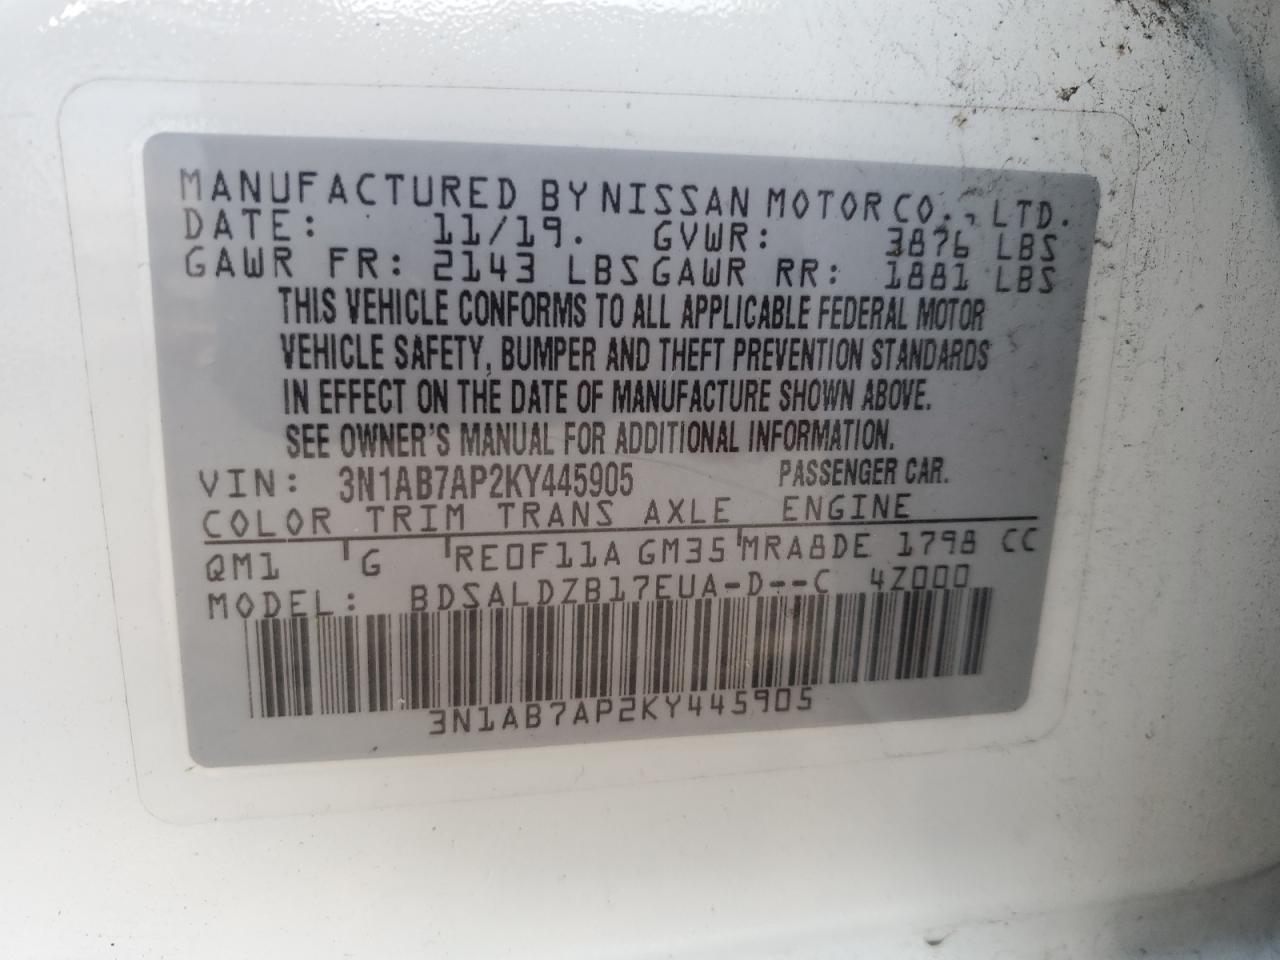 MANUFACTURED BY NISSAN MOTOR CO., LTD.
DATE: 11/19. GVWR: 3876 LBS
GAWR FR: 2143 LBS GAWR RR: 1881 LBS
THIS VEHICLE CONFORMS TO ALL APPLICABLE FEDERAL MOTOR
VEHICLE SAFETY, BUMPER AND THEFT PREVENTION STANDARDS
IN EFFECT ON THE DATE OF MANUFACTURE SHOWN ABOVE.
SEE OWNER'S MANUAL FOR ADDITIONAL INFORMATION.
VIN: 3N1AB7AP2KY445905 PASSENGER CAR.
COLOR TRIM TRANS AXLE ENGINE
QM1 G RE0F11A GM35 MRA8DE 1798 CC
MODEL: BDSALDZB17EUA-D--C 4Z000
3N1AB7AP2KY445905